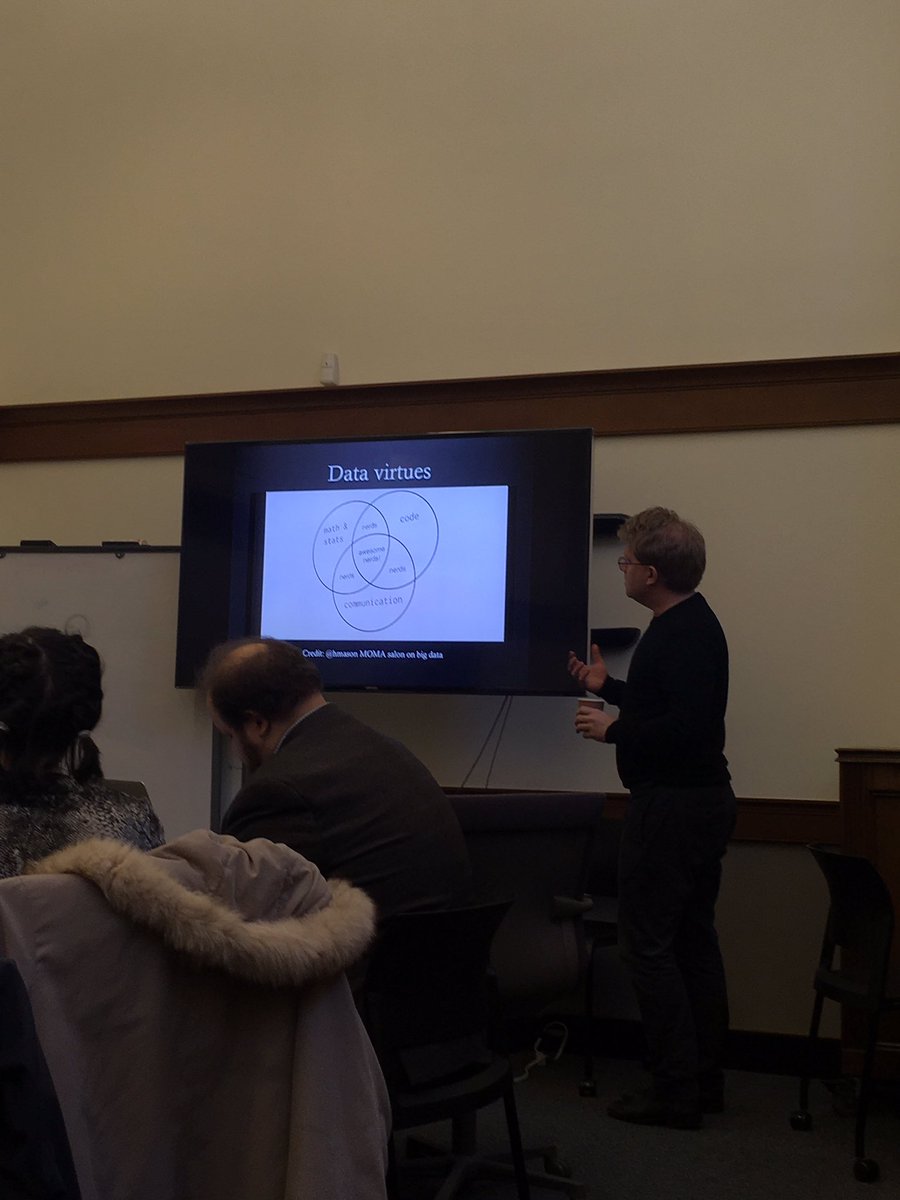 Data virtues
math &
stats
nerds
code
awesome
nerds!
nerds
nerds
communication
Credit: @hmason MOMA salon on big data